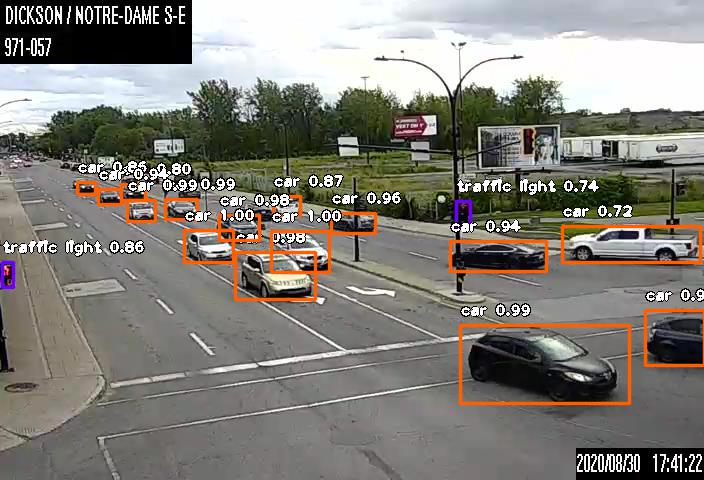 DICKSON / NOTRE-DAME S-E
971-057
car 0.86
0.80
car 0.94
car 0.99
0.99
car 0.87
car 0.98
car 0.96
traffic light 0.74
car 1.00
car 1.00
car 0.72
car 0.94
0.98
traffic light 0.86
car 0.99
car 0.9
2020/08/30 17:41:22